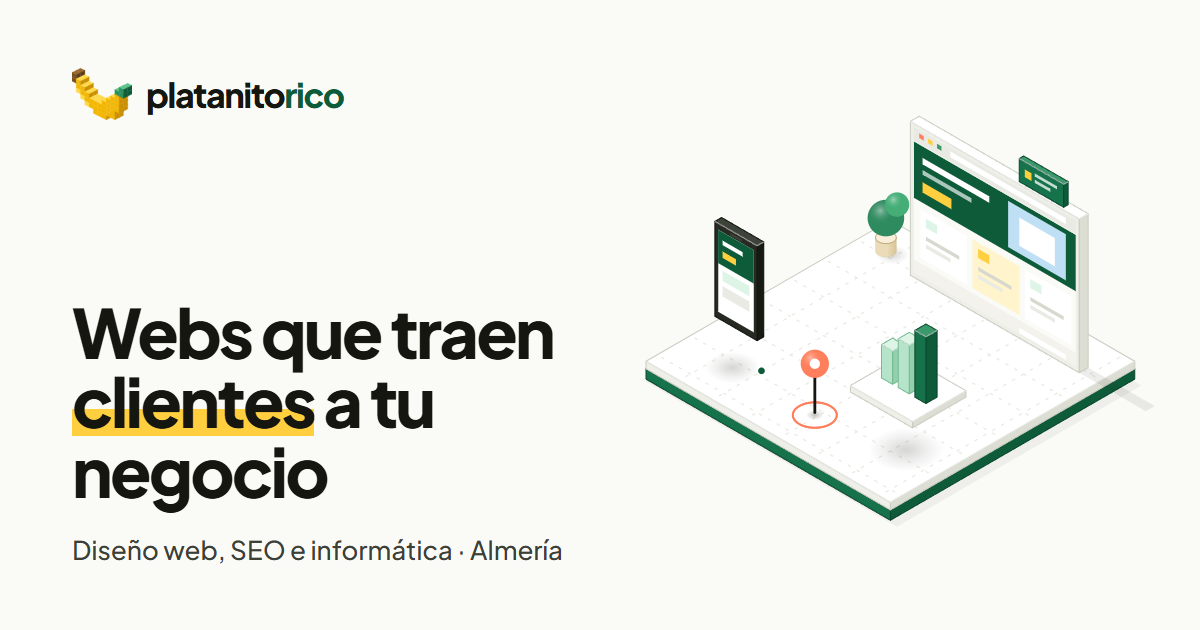 platanitorico
Webs que traen
clientes a tu
negocio
Diseño web, SEO e informática · Almería